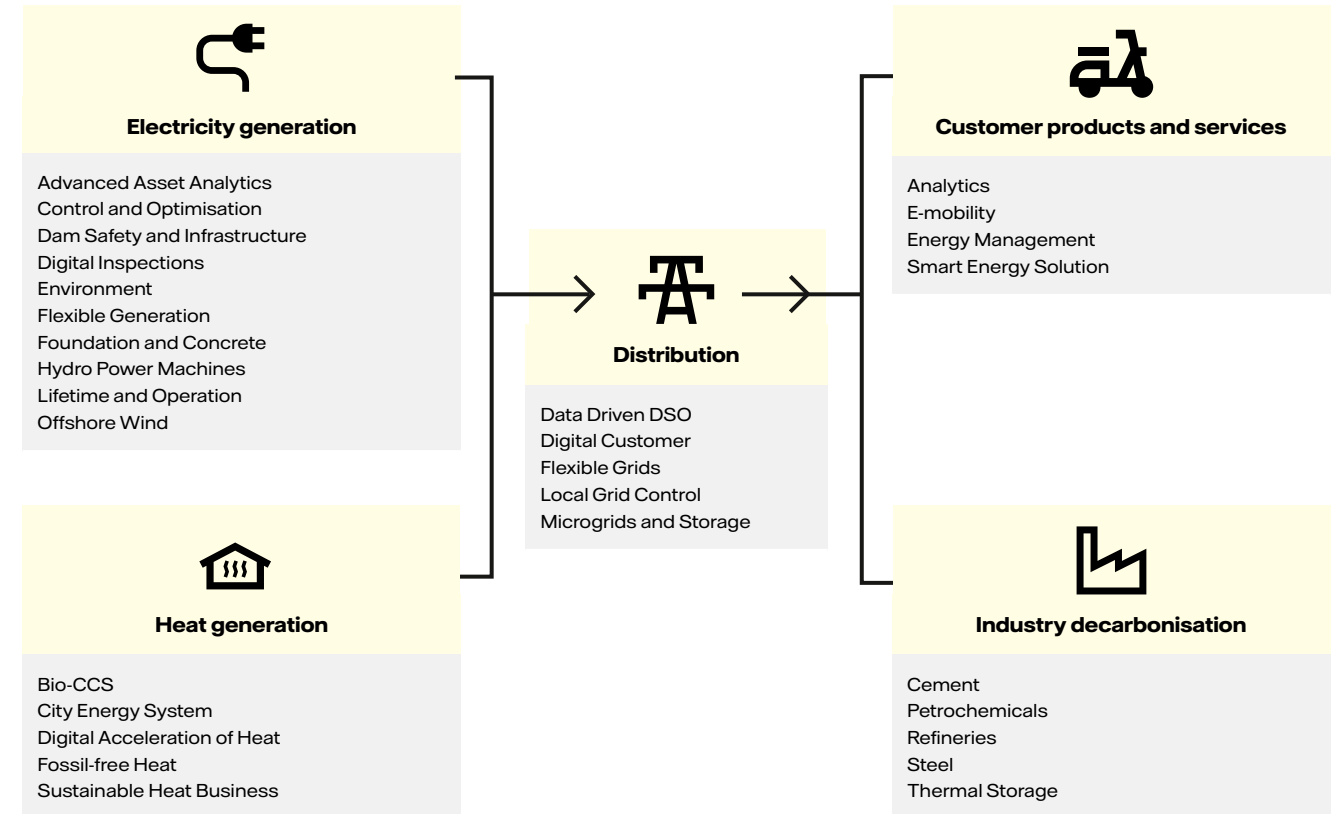 Electricity generation
Advanced Asset Analytics
Control and Optimisation
Dam Safety and Infrastructure
Digital Inspections
Environment
Flexible Generation
Foundation and Concrete
Hydro Power Machines
Lifetime and Operation
Offshore Wind
Heat generation
Bio-CCS
City Energy System
Digital Acceleration of Heat
Fossil-free Heat
Sustainable Heat Business
Distribution
Data Driven DSO
Digital Customer
Flexible Grids
Local Grid Control
Microgrids and Storage
Customer products and services
Analytics
E-mobility
Energy Management
Smart Energy Solution
Industry decarbonisation
Cement
Petrochemicals
Refineries
Steel
Thermal Storage